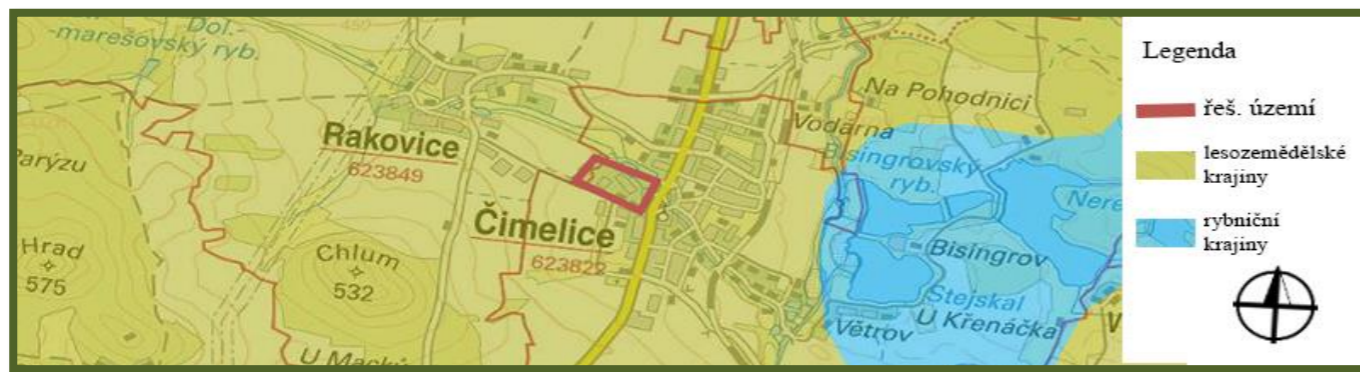 Dol.-
-marešovský ryb.
Na Pohodnici
Vodárna
Rakovice
623849
Bisingrovský
ryb.
Parýzu
Čimelice
623822
Hrad
575
Chlum
532
Bisingrov
Stejskal
U Křenáčka
Větrov
Legenda
řeš. území
lesozemědělské
krajiny
rybniční
krajiny